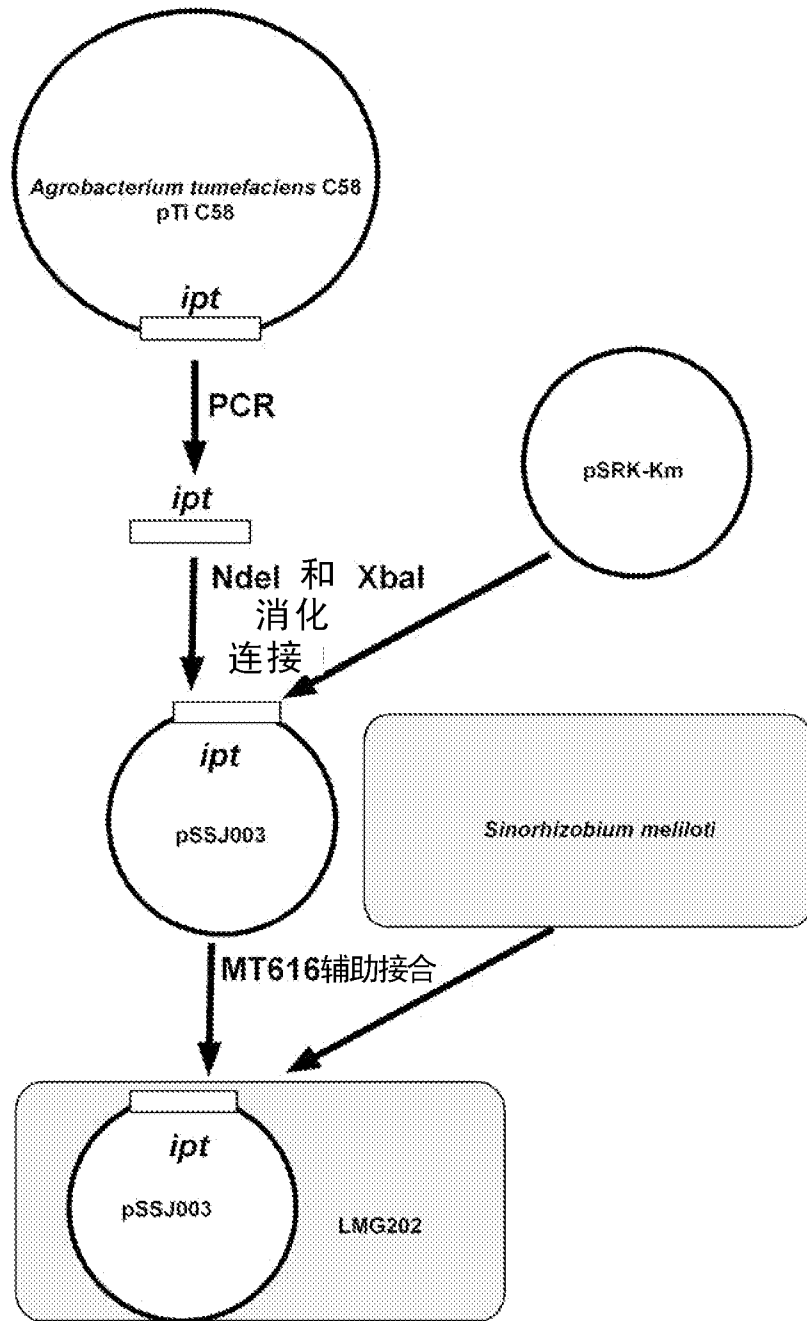 Agrobacterium tumefaciens C58
pTi C58
ipt
PCR
pSRK-Km
ipt
NdeI 和 XbaI
消化
连接
ipt
pSSJ003
Sinorhizobium meliloti
MT616辅助接合
ipt
pSSJ003
LMG202